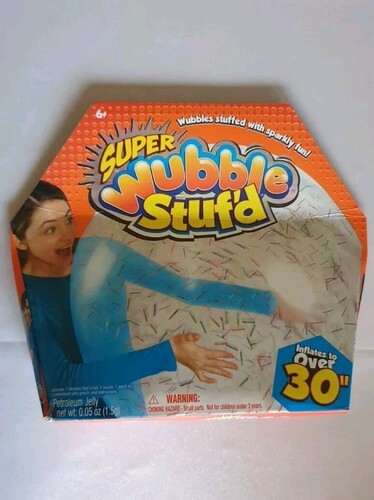 6+
Wubbles stuffed with sparkly fun!
SUPER
Wubble
Stuf'd
Inflates to
Over
30"
Petroleum Jelly
net wt: 0.05 oz (1.5g)
WARNING:
CHOKING HAZARD - Small parts. Not for children under 3 years.